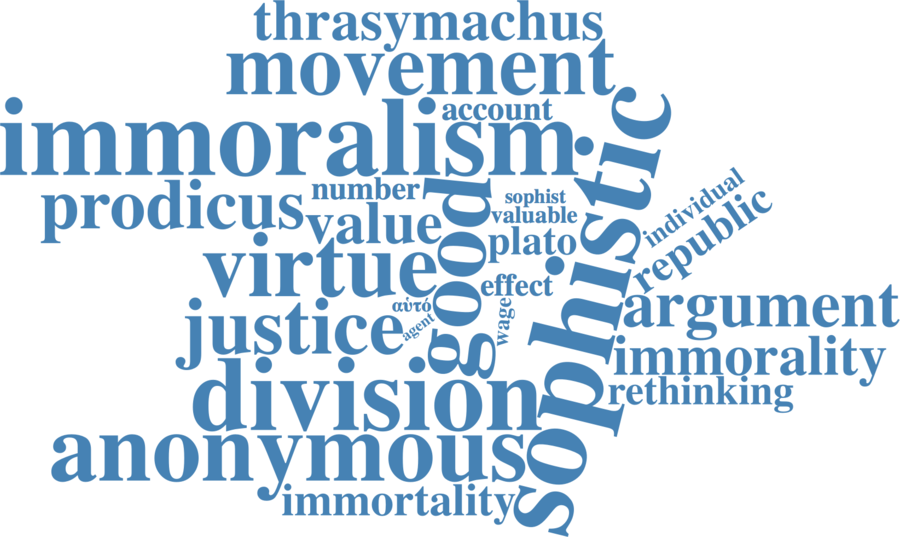 thrasymachus
movement
account
immoralism
sophistic
prodicus
number
good
sophist
individual
value
valuable
republic
plato
virtue
effect
αὐτό
argument
justice
agent
wage
immorality
division
rethinking
anonymous
immortality